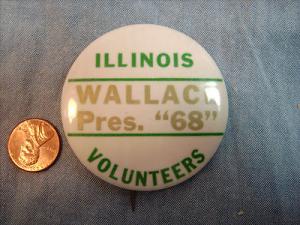 ILLINOIS
WALLACE
Pres. "68"
VOLUNTEERS